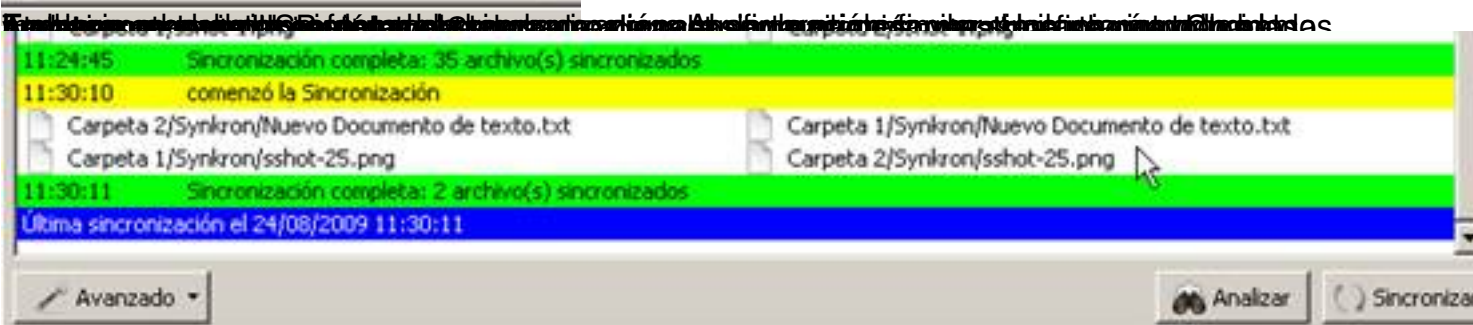 11:24:45 Sincronización completa: 35 archivo(s) sincronizados
11:30:10 comenzó la Sincronización
Carpeta 2/Synkron/Nuevo Documento de texto.txt Carpeta 1/Synkron/Nuevo Documento de texto.txt
Carpeta 1/Synkron/sshot-25.png Carpeta 2/Synkron/sshot-25.png
11:30:11 Sincronización completa: 2 archivo(s) sincronizados
Última sincronización el 24/08/2009 11:30:11
Avanzado Analizar Sincroniza